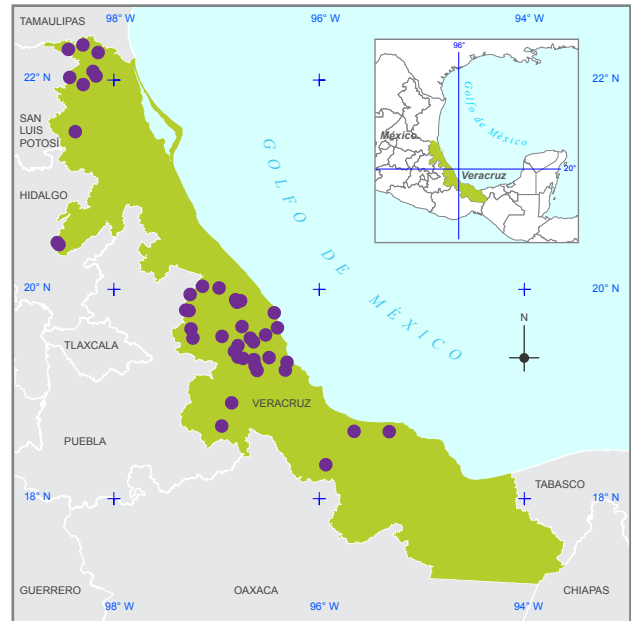 TAMAULIPAS
98° W
96° W
94° W
22° N
22° N
96°
Golfo de México
México
20°
Veracruz
SAN
LUIS
POTOSÍ
HIDALGO
GOLFO DE MÉXICO
20° N
20° N
N
TLAXCALA
VERACRUZ
PUEBLA
TABASCO
18° N
18° N
GUERRERO
OAXACA
CHIAPAS
98° W
96° W
94° W